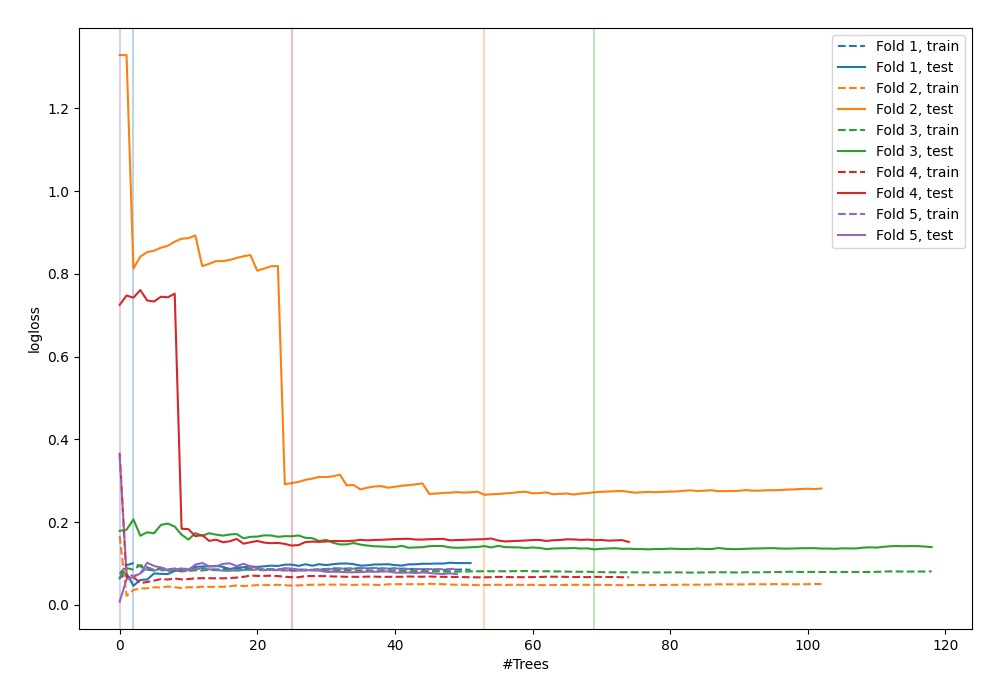 Fold 1, train
Fold 1, test
Fold 2, train
Fold 2, test
Fold 3, train
Fold 3, test
Fold 4, train
Fold 4, test
Fold 5, train
Fold 5, test
logloss
1.2
1.0
0.8
0.6
0.4
0.2
0.0
0 20 40 60 80 100 120
#Trees